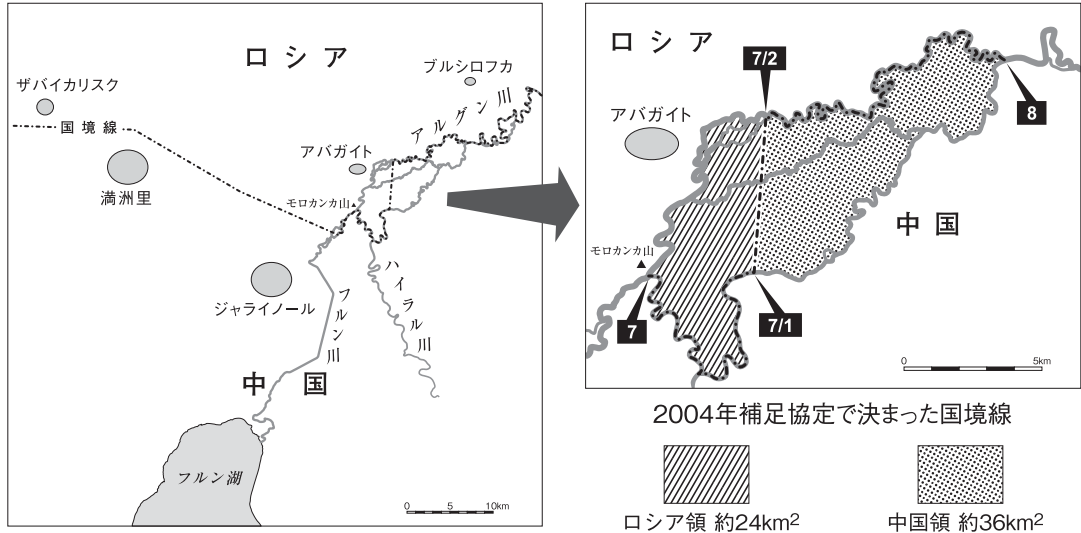 ロシア
ブルシロフカ
ザバイカリスク
国境線
アルグン川
満洲里
アバガイト
モロカンカ山
ジャライノール
フルン川
ハイラル川
中国
フルン湖
0 5 10km
ロシア
7/2
8
アバガイト
中国
モロカンカ山
7
7/1
0 5km
2004年補足協定で決まった国境線
ロシア領 約24km²
中国領 約36km²